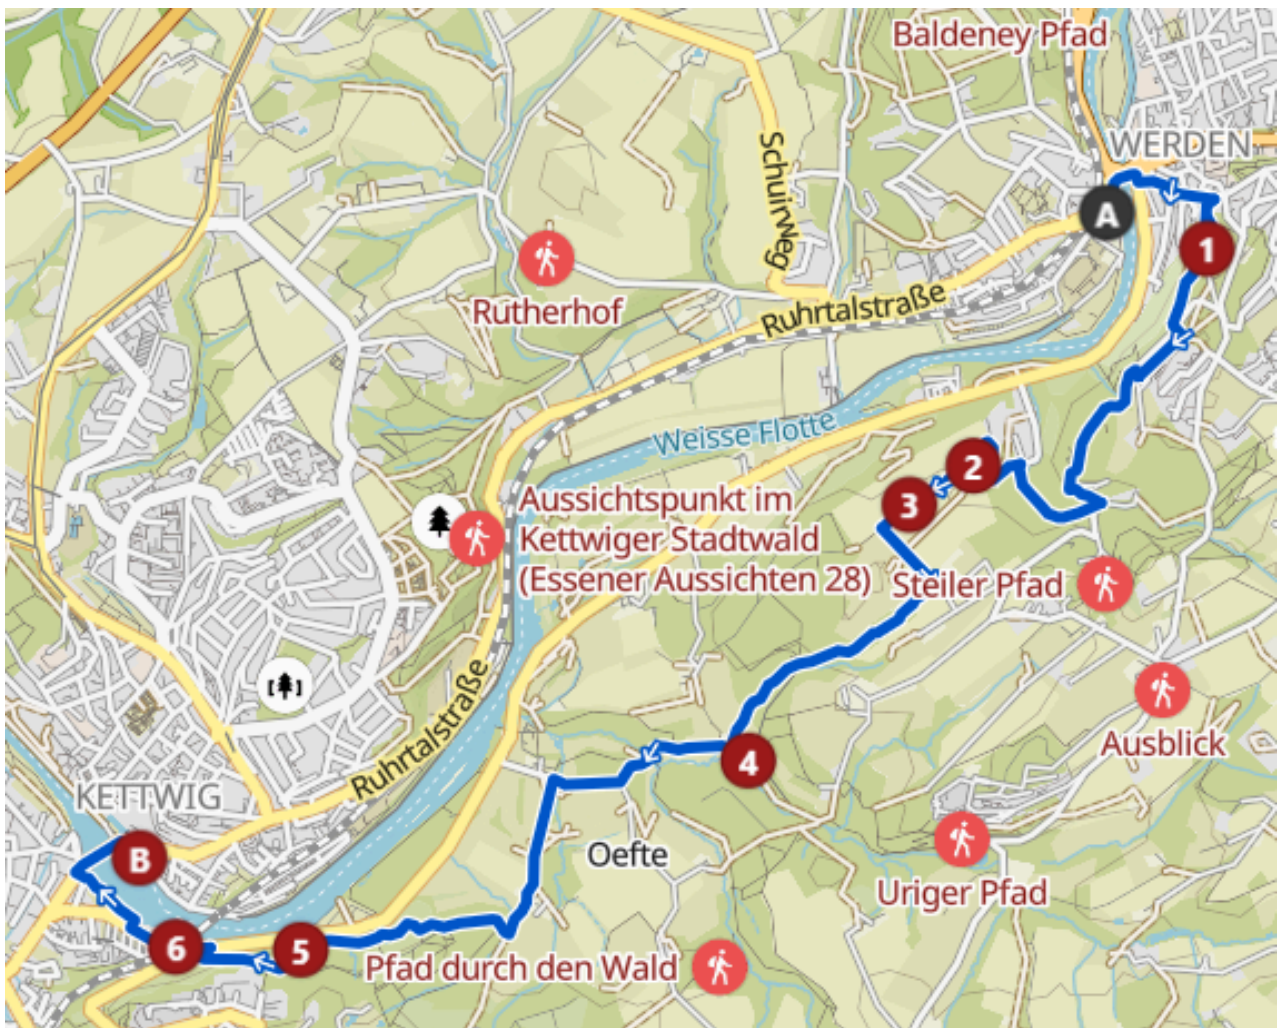 Baldeney Pfad
WERDEN
Schuirweg
A
1
Rutherhof
Ruhrtalstraße
Weisse Flotte
2
3
Aussichtspunkt im
Kettwiger Stadtwald
(Essener Aussichten 28)
Steiler Pfad
Ruhrtalstraße
Ausblick
4
KETTWIG
B
Oefte
Uriger Pfad
6
5
Pfad durch den Wald